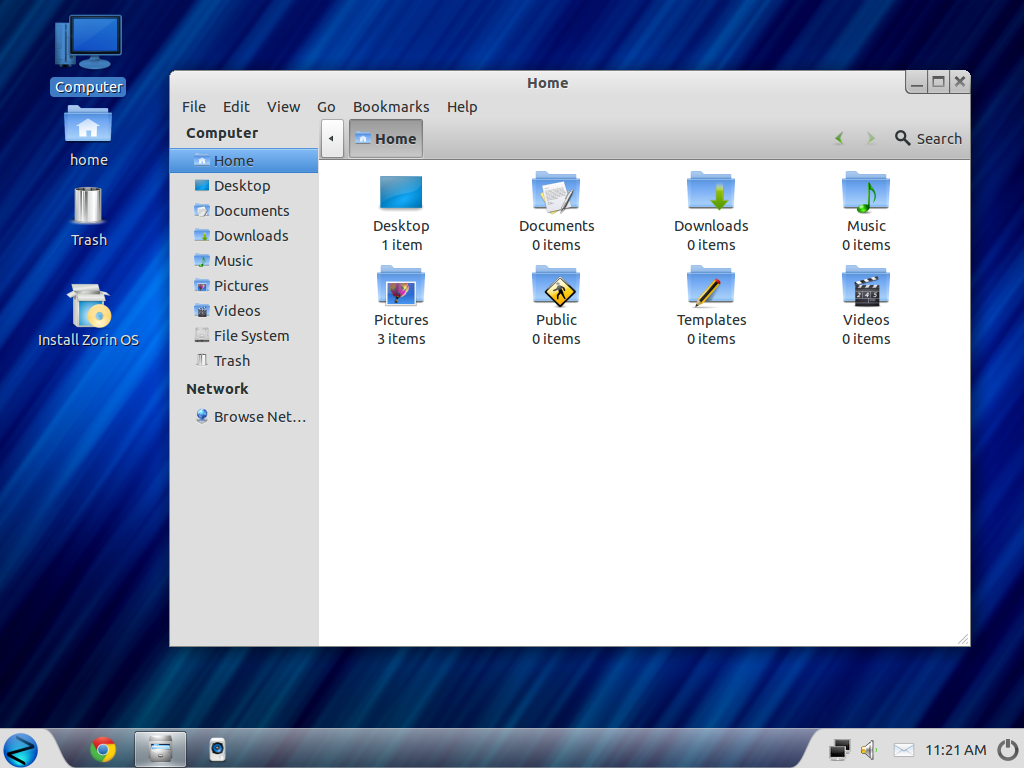 Computer
home
Trash
Install Zorin OS
Home
File Edit View Go Bookmarks Help
Computer
Home
Desktop
Documents
Downloads
Music
Pictures
Videos
File System
Trash
Network
Browse Net...
Home
Search
Desktop
1 item
Documents
0 items
Downloads
0 items
Music
0 items
Pictures
3 items
Public
0 items
Templates
0 items
Videos
0 items
11:21 AM